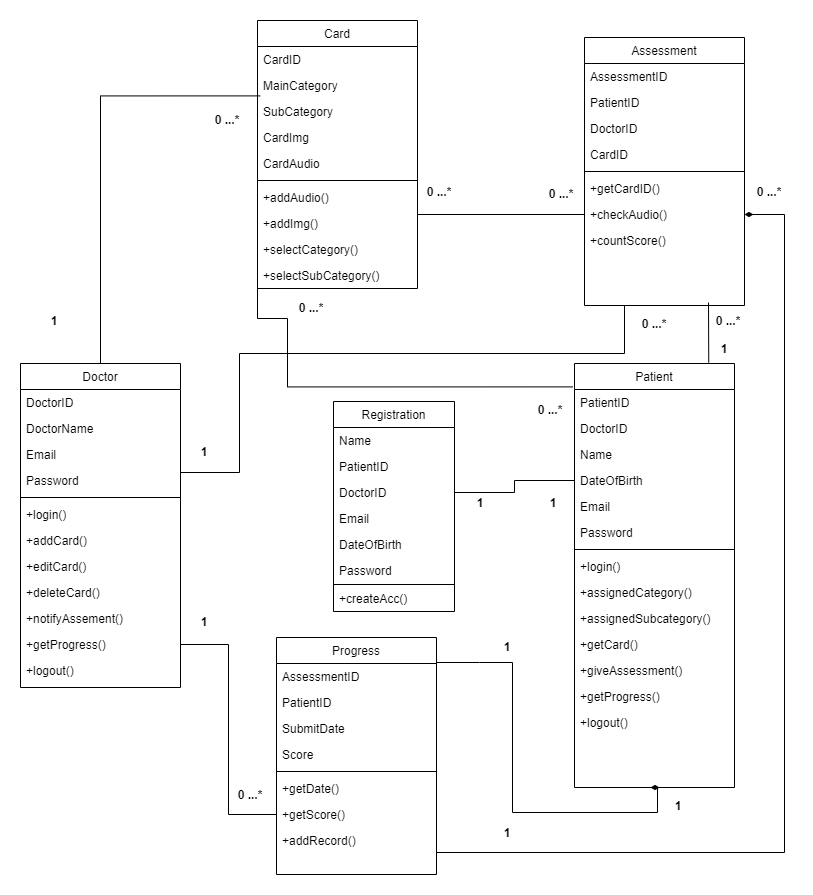 Card
CardID
MainCategory
SubCategory
CardImg
CardAudio
+addAudio()
+addImg()
+selectCategory()
+selectSubCategory()
Assessment
AssessmentID
PatientID
DoctorID
CardID
+getCardID()
+checkAudio()
+countScore()
0 ...*
0 ...*
0 ...*
0 ...*
0 ...*
0 ...*
0 ...*
1
1
Doctor
DoctorID
DoctorName
Email
Password
+login()
+addCard()
+editCard()
+deleteCard()
+notifyAssement()
+getProgress()
+logout()
1
1
0 ...*
Registration
Name
PatientID
DoctorID
Email
DateOfBirth
Password
+createAcc()
1
1
0 ...*
Patient
PatientID
DoctorID
Name
DateOfBirth
Email
Password
+login()
+assignedCategory()
+assignedSubcategory()
+getCard()
+giveAssessment()
+getProgress()
+logout()
Progress
AssessmentID
PatientID
SubmitDate
Score
+getDate()
+getScore()
+addRecord()
1
1
1